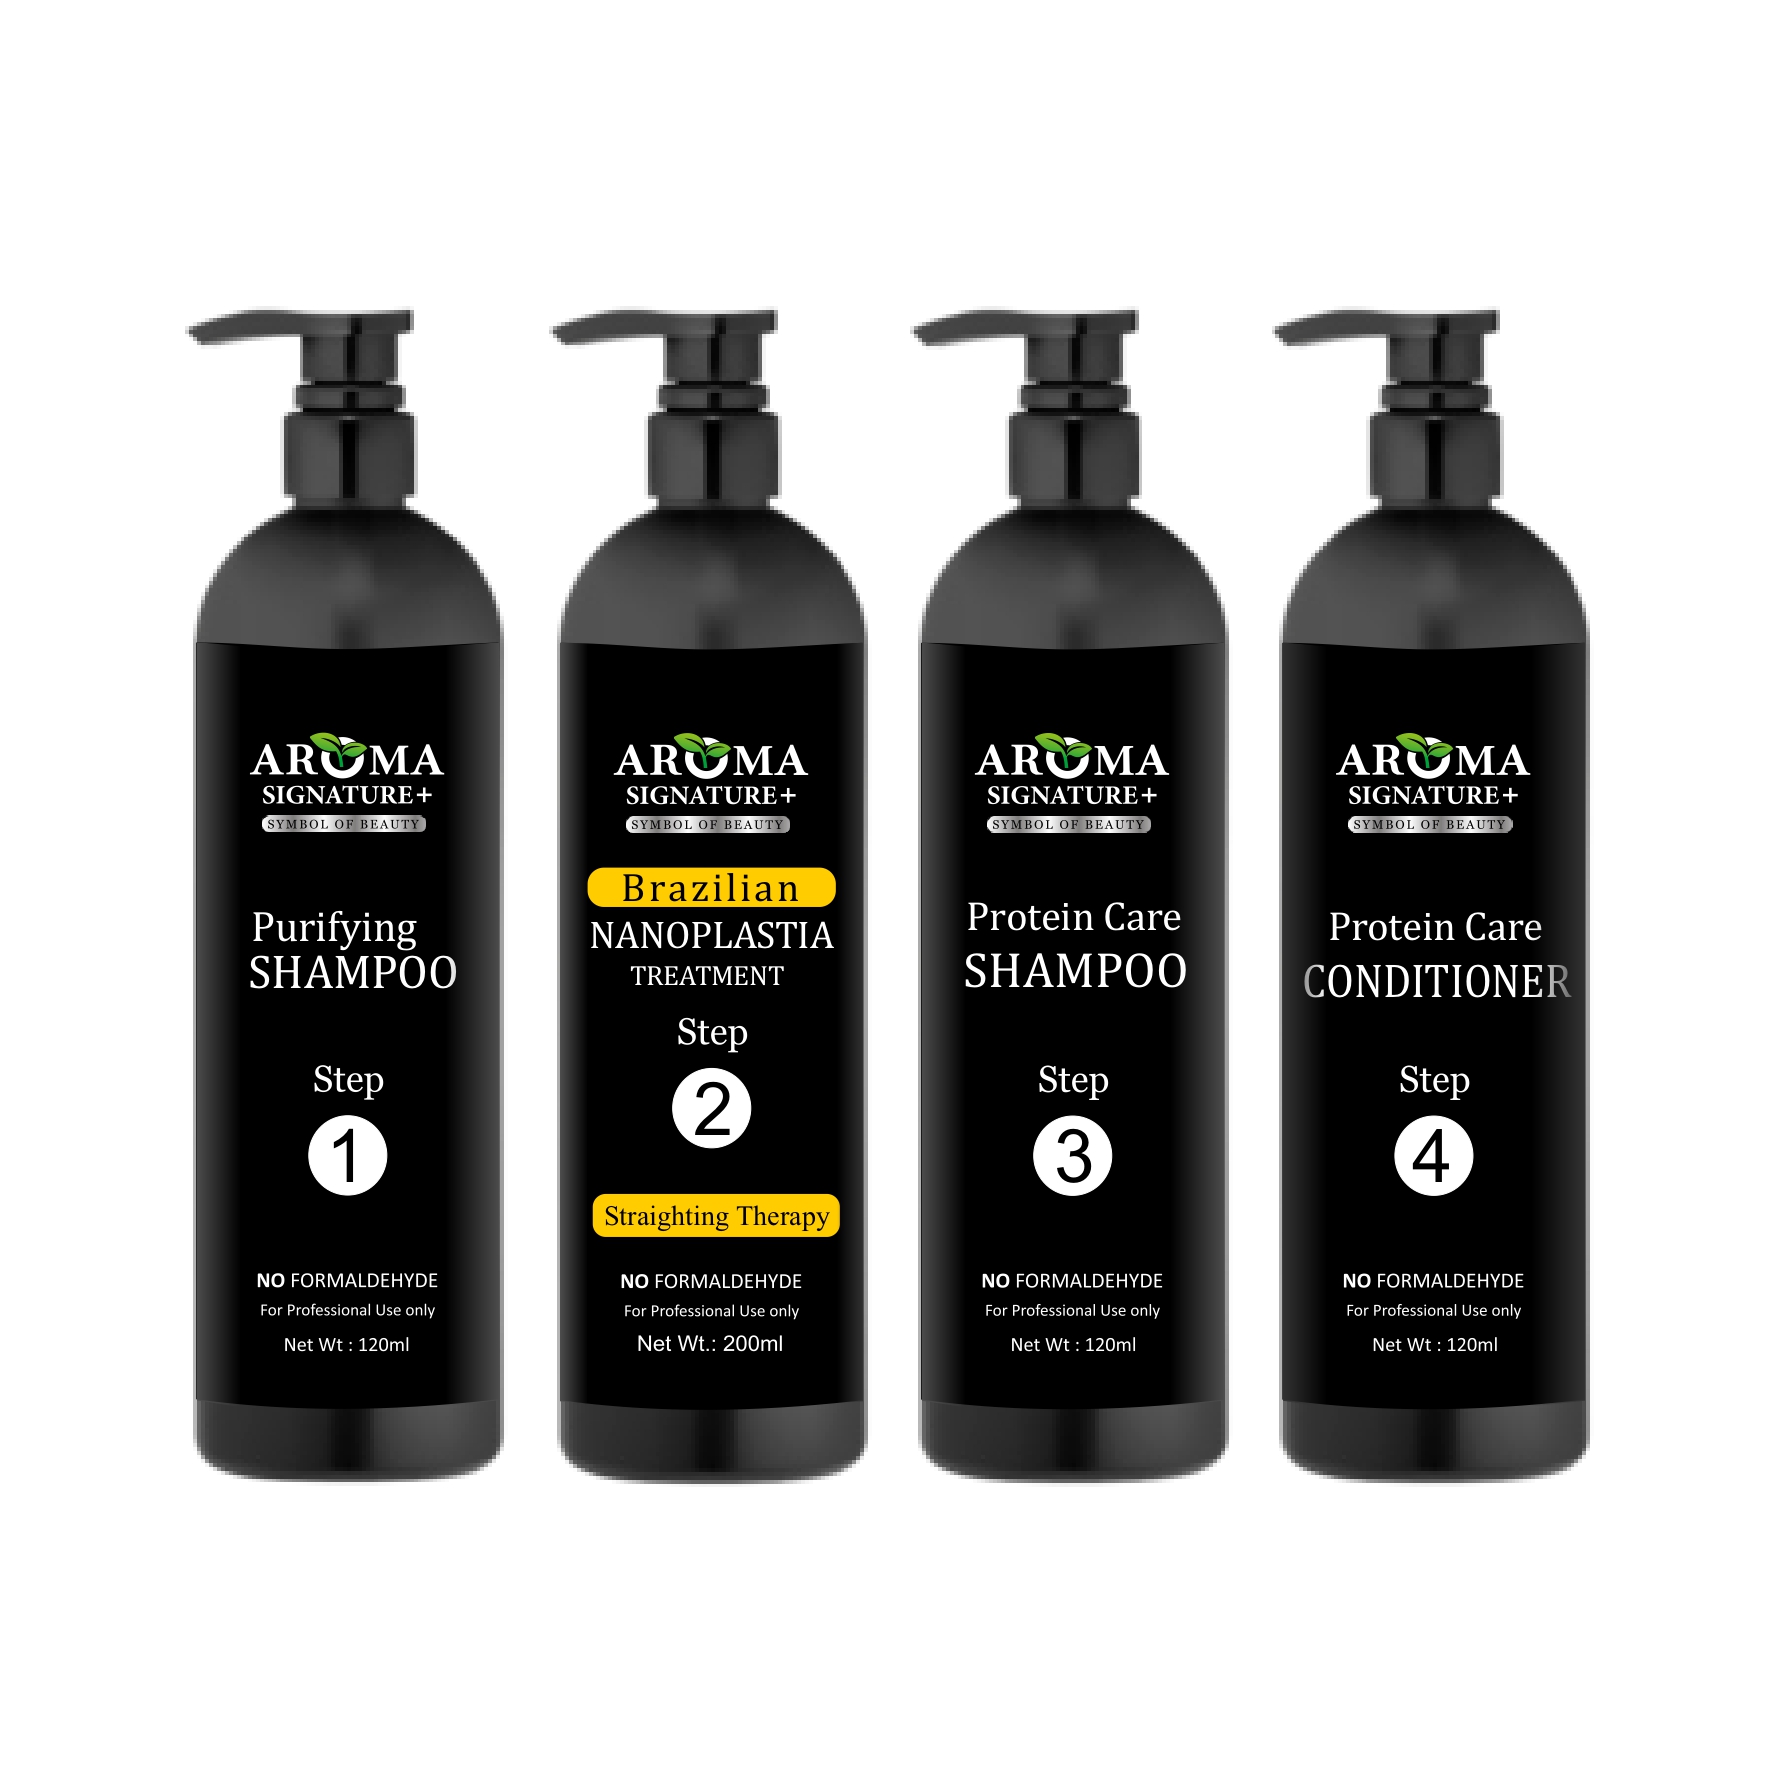 AROMA
SIGNATURE+
SYMBOL OF BEAUTY
Purifying
SHAMPOO
Step
1
NO FORMALDEHYDE
For Professional Use only
Net Wt : 120ml
AROMA
SIGNATURE+
SYMBOL OF BEAUTY
Brazilian
NANOPLASTIA
TREATMENT
Step
2
Straighting Therapy
NO FORMALDEHYDE
For Professional Use only
Net Wt.: 200ml
AROMA
SIGNATURE+
SYMBOL OF BEAUTY
Protein Care
SHAMPOO
Step
3
NO FORMALDEHYDE
For Professional Use only
Net Wt : 120ml
AROMA
SIGNATURE+
SYMBOL OF BEAUTY
Protein Care
CONDITIONER
Step
4
NO FORMALDEHYDE
For Professional Use only
Net Wt : 120ml